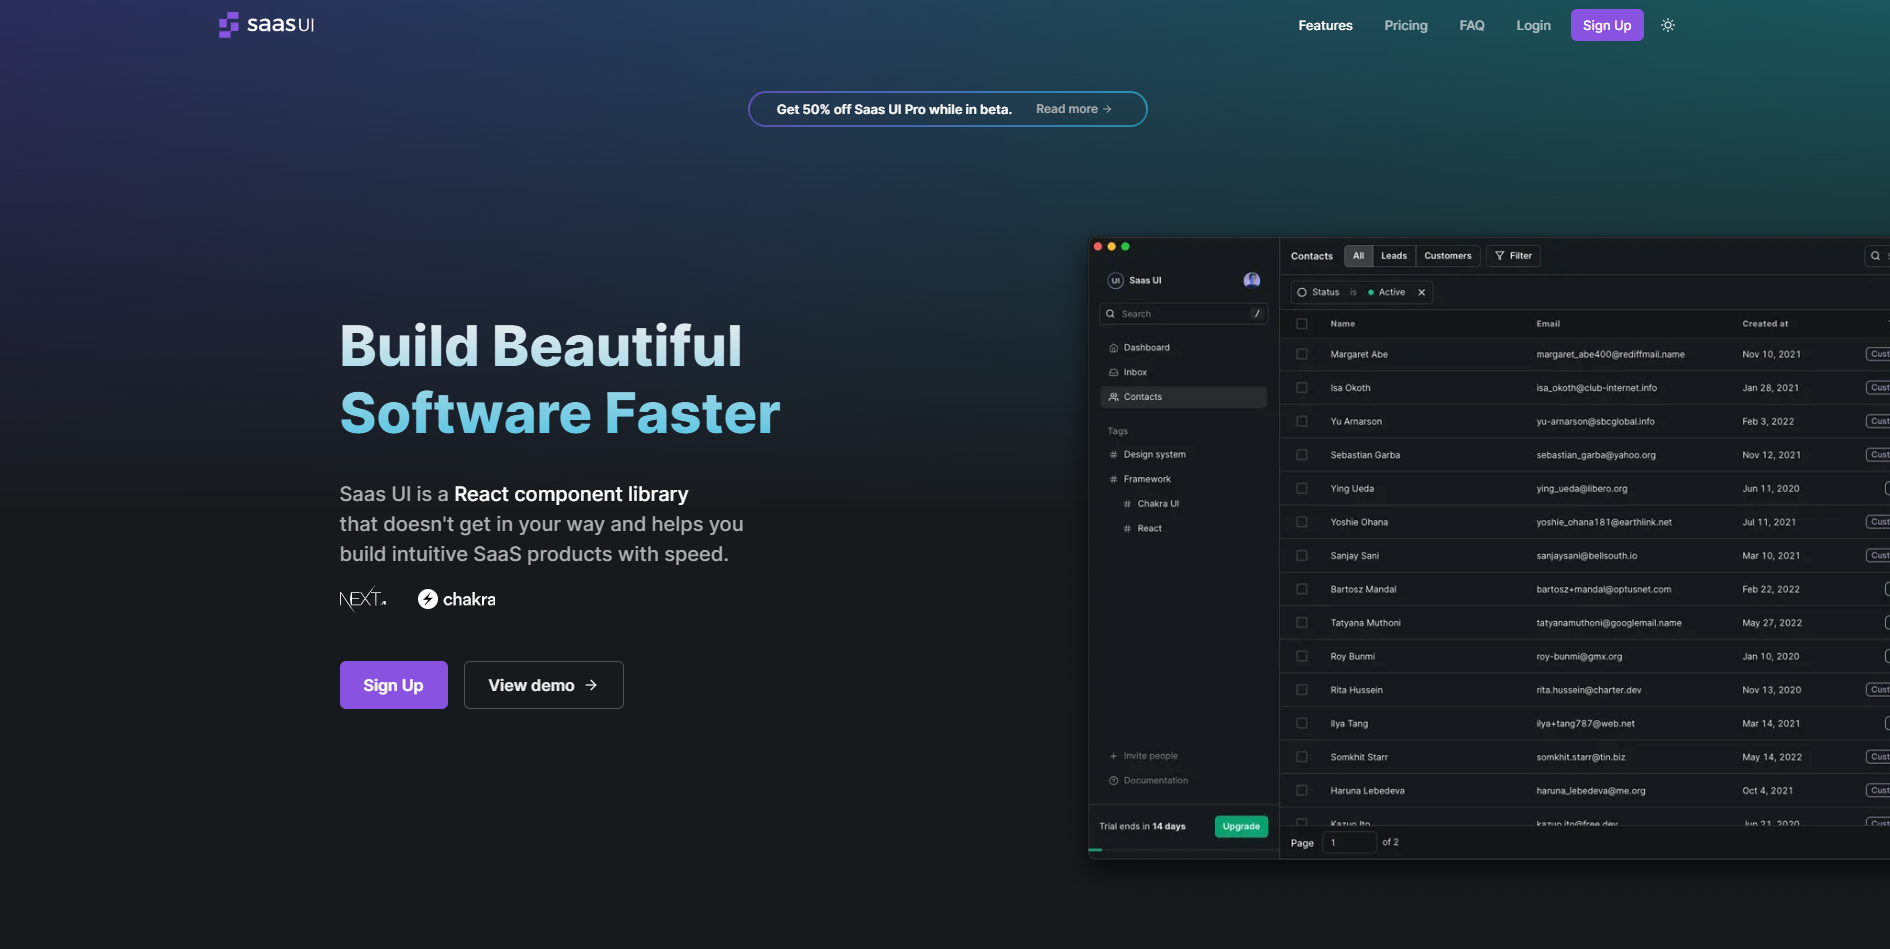 saasUI
Features Pricing FAQ Login Sign Up
Get 50% off Saas UI Pro while in beta. Read more →
Build Beautiful
Software Faster
Saas UI is a React component library
that doesn't get in your way and helps you
build intuitive SaaS products with speed.
NEXT.JS chakra
Sign Up View demo →
UI Saas UI
Search /
Dashboard
Inbox
Contacts
Tags
# Design system
# Framework
# Chakra UI
# React
+ Invite people
Documentation
Trial ends in 14 days Upgrade
Contacts All Leads Customers Filter
Status is Active ✕
Name Email Created at
Margaret Abe margaret_abe400@rediffmail.name Nov 10, 2021 Cust
Isa Okoth isa_okoth@club-internet.info Jan 28, 2021 Cust
Yu Arnarson yu-arnarson@sbcglobal.info Feb 3, 2022 Cust
Sebastian Garba sebastian_garba@yahoo.org Nov 12, 2021 Cust
Ying Ueda ying_ueda@libero.org Jun 11, 2020
Yoshie Ohana yoshie_ohana181@earthlink.net Jul 11, 2021 Cust
Sanjay Sani sanjaysani@bellsouth.io Mar 10, 2021 Cust
Bartosz Mandal bartosz+mandal@optusnet.com Feb 22, 2022
Tatyana Muthoni tatyanamuthoni@googlemail.name May 27, 2022
Roy Bunmi roy-bunmi@gmx.org Jan 10, 2020
Rita Hussein rita.hussein@charter.dev Nov 13, 2020 Cust
Ilya Tang ilya+tang787@web.net Mar 14, 2021
Somkhit Starr somkhit.starr@tin.biz May 14, 2022 Cust
Haruna Lebedeva haruna_lebedeva@me.org Oct 4, 2021 Cust
Kazuo Ito kazuo.ito@free.dev Jun 21, 2020 Cust
Page 1 of 2